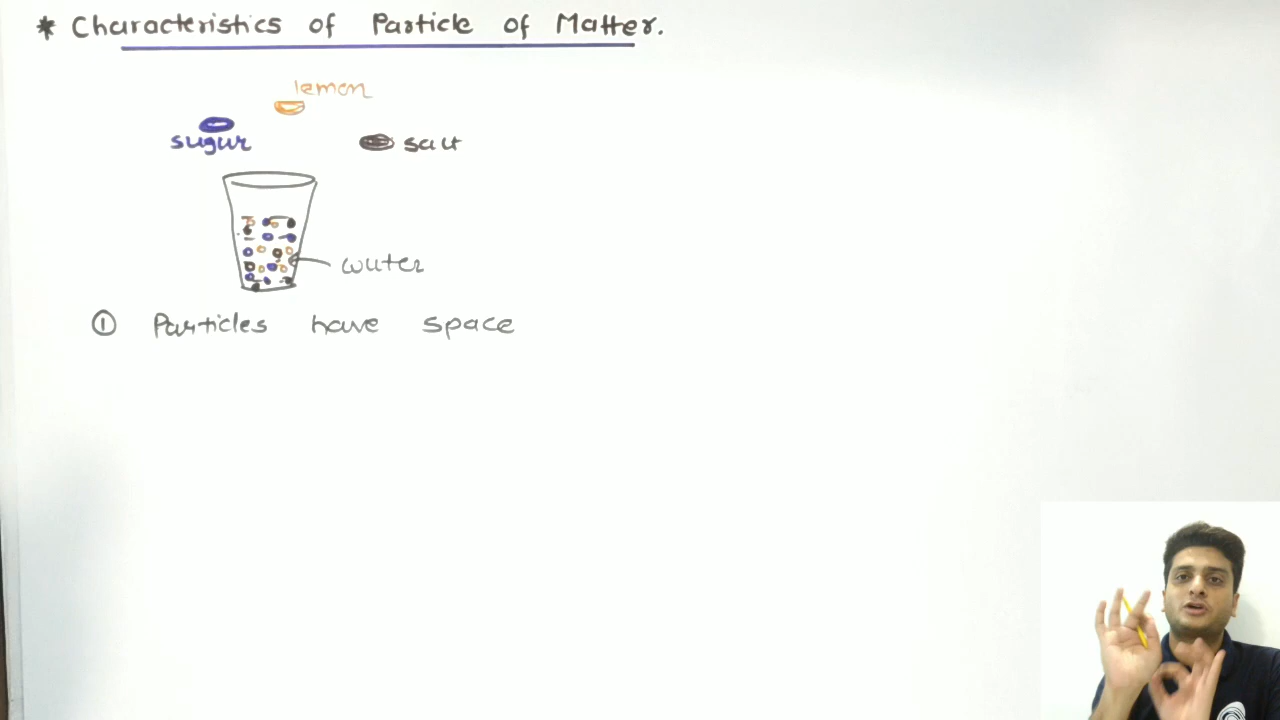 * Characteristics of Particle of Matter.
lemon
sugar
salt
water
① Particles have space